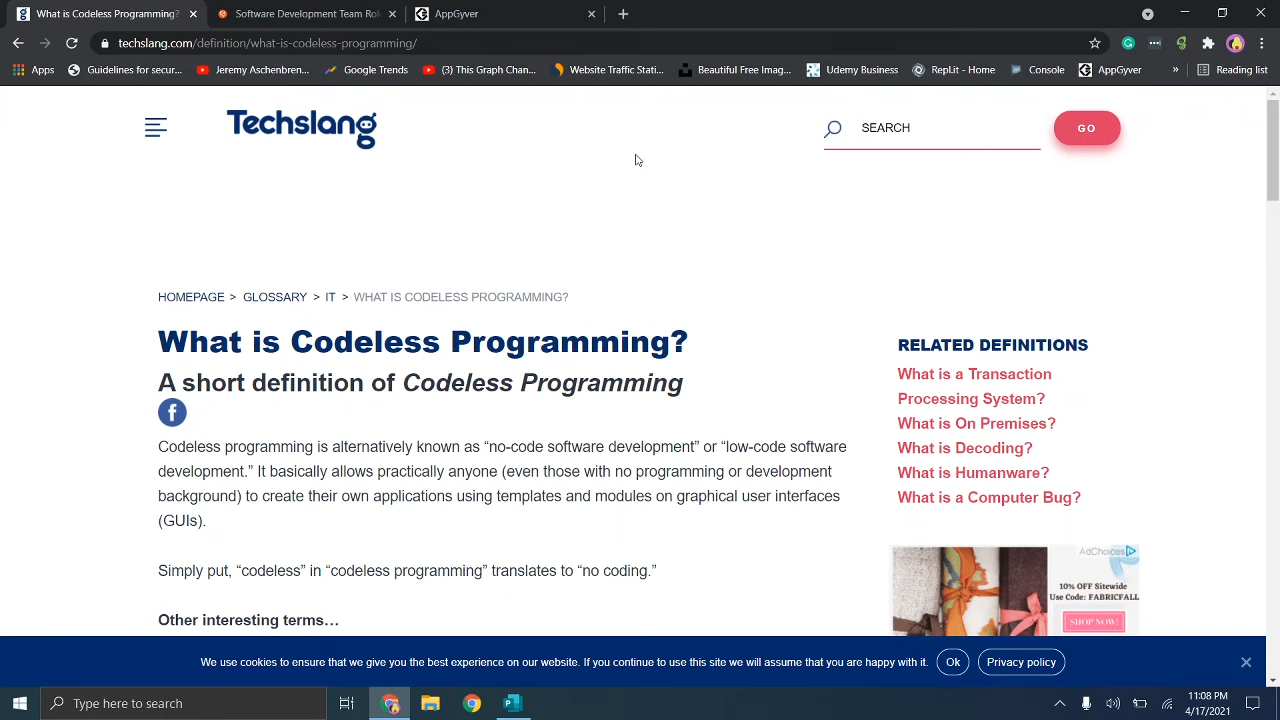 What is Codeless Programming?
Software Development Team Rol
AppGyver
techslang.com/definition/what-is-codeless-programming/
Apps
Guidelines for secur...
Jeremy Aschenbren...
Google Trends
(3) This Graph Chan...
Website Traffic Stati...
Beautiful Free Imag...
Udemy Business
Repl.it - Home
Console
AppGyver
»
Reading list
Techslang
SEARCH
GO
HOMEPAGE > GLOSSARY > IT > WHAT IS CODELESS PROGRAMMING?
What is Codeless Programming?
A short definition of Codeless Programming
Codeless programming is alternatively known as “no-code software development” or “low-code software
development.” It basically allows practically anyone (even those with no programming or development
background) to create their own applications using templates and modules on graphical user interfaces
(GUIs).
Simply put, “codeless” in “codeless programming” translates to “no coding.”
Other interesting terms…
RELATED DEFINITIONS
What is a Transaction
Processing System?
What is On Premises?
What is Decoding?
What is Humanware?
What is a Computer Bug?
AdChoices
10% OFF Sitewide
Use Code: FABRICFALL
SHOP NOW!
We use cookies to ensure that we give you the best experience on our website. If you continue to use this site we will assume that you are happy with it.
Ok
Privacy policy
Type here to search
11:08 PM
4/17/2021